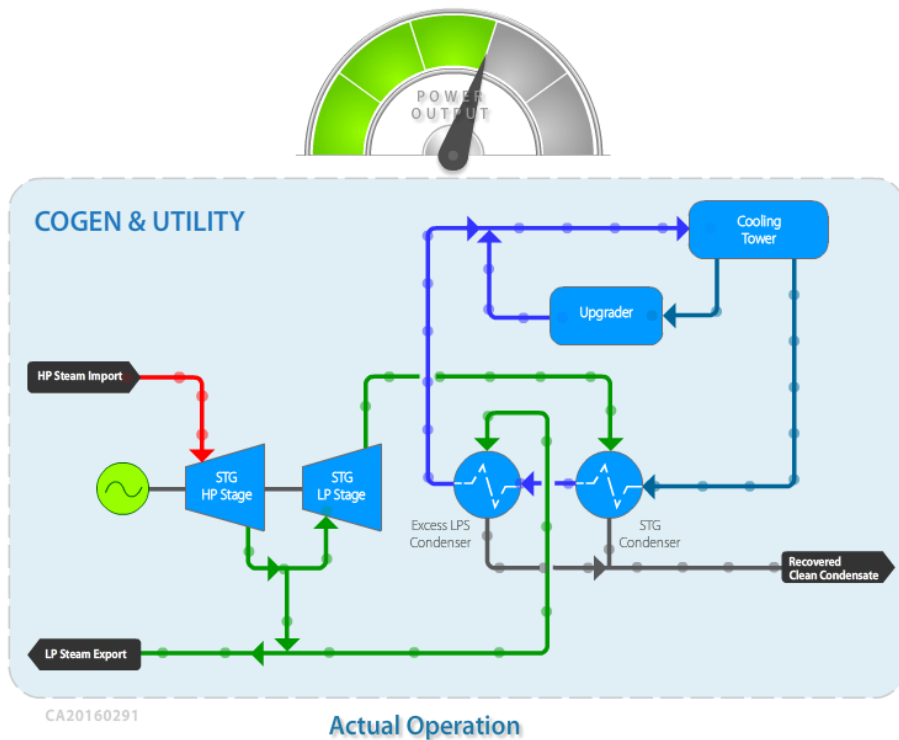 POWER
OUTPUT
COGEN & UTILITY
Cooling
Tower
Upgrader
HP Steam Import
STG
HP Stage
STG
LP Stage
Excess LPS
Condenser
STG
Condenser
Recovered
Clean Condensate
LP Steam Export
CA20160291
Actual Operation